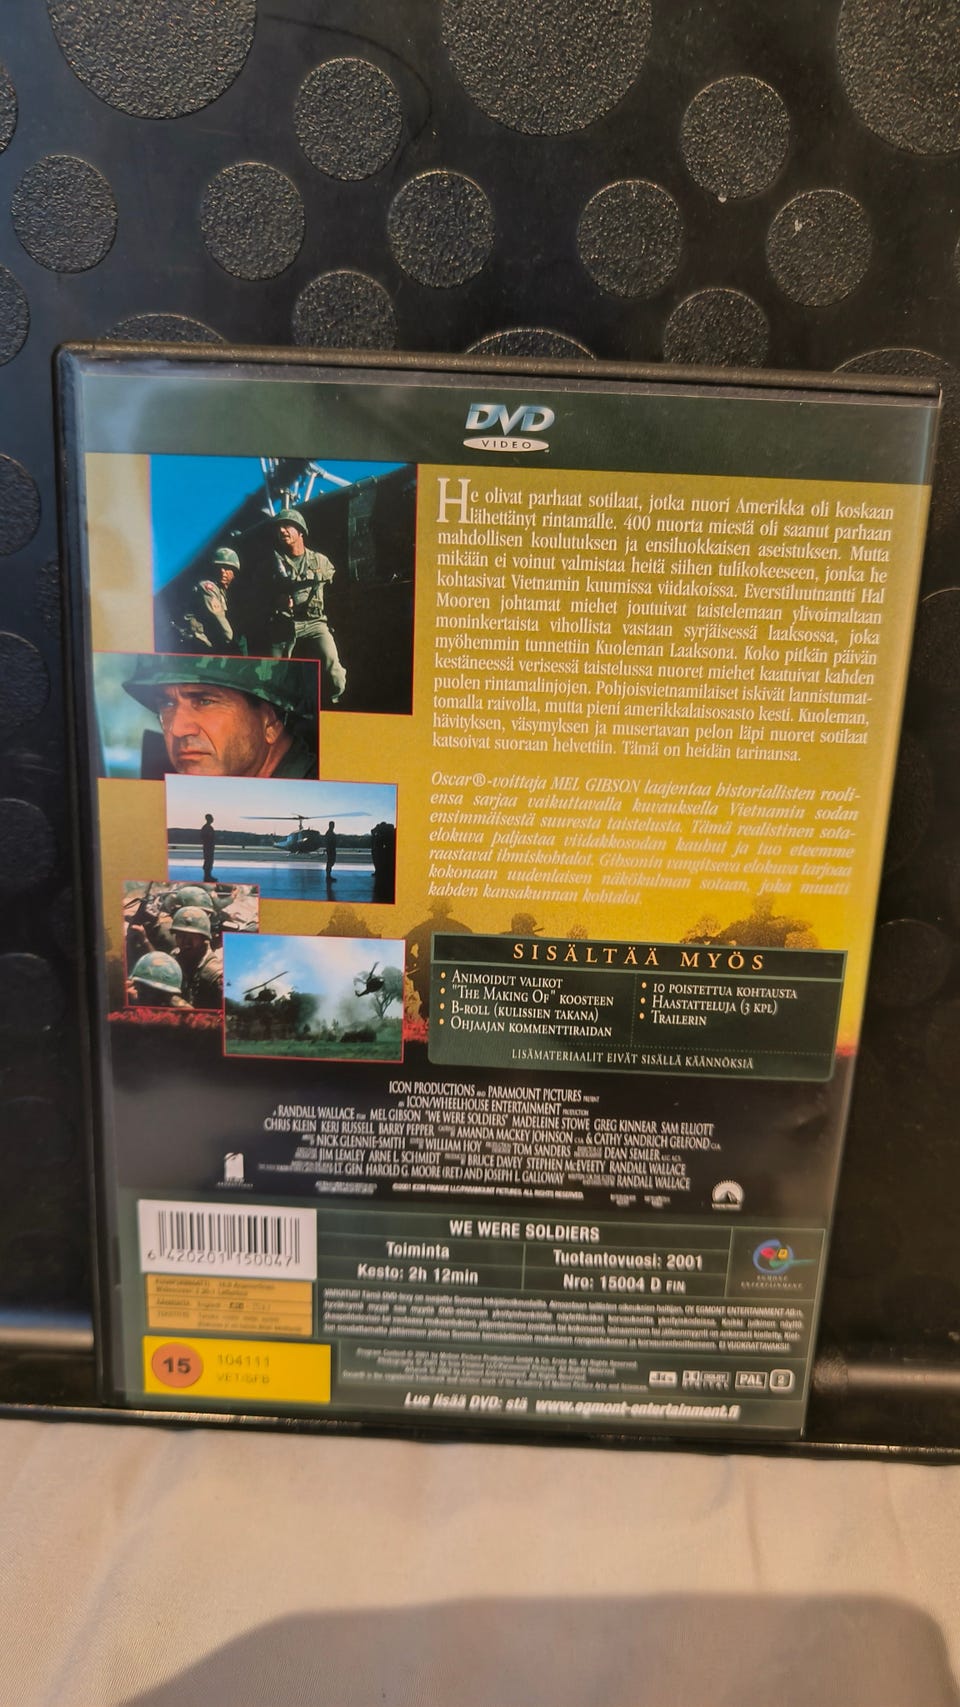 DVD
VIDEO
He olivat parhaat sotilaat, jotka nuori Amerikka oli koskaan
lähettänyt rintamalle. 400 nuorta miestä oli saanut parhaan
mahdollisen koulutuksen ja ensiluokkaisen aseistuksen. Mutta
mikään ei voinut valmistaa heitä siihen tulikokeeseen, jonka he
kohtasivat Vietnamin kuumissa viidakoissa. Everstiluutnantti Hal
Mooren johtamat miehet joutuivat taistelemaan ylivoimaltaan
moninkertaista vihollista vastaan syrjäisessä laaksossa, joka
myöhemmin tunnettiin Kuoleman Laaksona. Koko pitkän päivän
kestäneessä verisessä taistelussa nuoret miehet kaatuivat kahden
puolen rintamalinjojen. Pohjoisvietnamilaiset iskivät lannistumat-
tomalla raivolla, mutta pieni amerikkalaisosasto kesti. Kuoleman,
hävityksen, väsymyksen ja musertavan pelon läpi nuoret sotilaat
katsoivat suoraan helvettiin. Tämä on heidän tarinansa.
Oscar®-voittaja MEL GIBSON laajentaa historiallisten rooli-
ensa sarjaa vaikuttavalla kuvauksella Vietnamin sodan
ensimmäisestä suuresta taistelusta. Tämä realistinen sota-
elokuva paljastaa viidakkosodan kauhut ja tuo eteemme
raastavat ihmiskohtalot. Gibsonin vangitseva elokuva tarjoaa
kokonaan uudenlaisen näkökulman sotaan, joka muutti
kahden kansakunnan kohtalot.
SISÄLTÄÄ MYÖS
• ANIMOIDUT VALIKOT
• "THE MAKING OF" KOOSTEEN
• B-ROLL (KULISSIEN TAKANA)
• OHJAAJAN KOMMENTTIRAIDAN
• 10 POISTETTUA KOHTAUSTA
• HAASTATTELUJA (3 KPL)
• TRAILERIN
LISÄMATERIAALIT EIVÄT SISÄLLÄ KÄÄNNÖKSIÄ
ICON PRODUCTIONS AND PARAMOUNT PICTURES PRESENT
AN ICON/WHEELHOUSE ENTERTAINMENT PRODUCTION
A RANDALL WALLACE FILM MEL GIBSON "WE WERE SOLDIERS" MADELEINE STOWE GREG KINNEAR SAM ELLIOTT
CHRIS KLEIN KERI RUSSELL BARRY PEPPER AMANDA MACKEY JOHNSON C.S.A. & CATHY SANDRICH GELFOND C.S.A.
NICK GLENNIE-SMITH WILLIAM HOY TOM SANDERS DEAN SEMLER
JIM LEMLEY ARNE L. SCHMIDT BRUCE DAVEY STEPHEN McEVEETY RANDALL WALLACE
LT. GEN. HAROLD G. MOORE (RET) AND JOSEPH L. GALLOWAY RANDALL WALLACE
6 420201 150047
WE WERE SOLDIERS
Toiminta
Tuotantovuosi: 2001
Kesto: 2h 12min
Nro: 15004 D FIN
EGMONT
ENTERTAINMENT
15
104111
VET/SFB
dts
DOLBY
DIGITAL
PAL
2
Lue lisää DVD: stä www.egmont-entertainment.fi